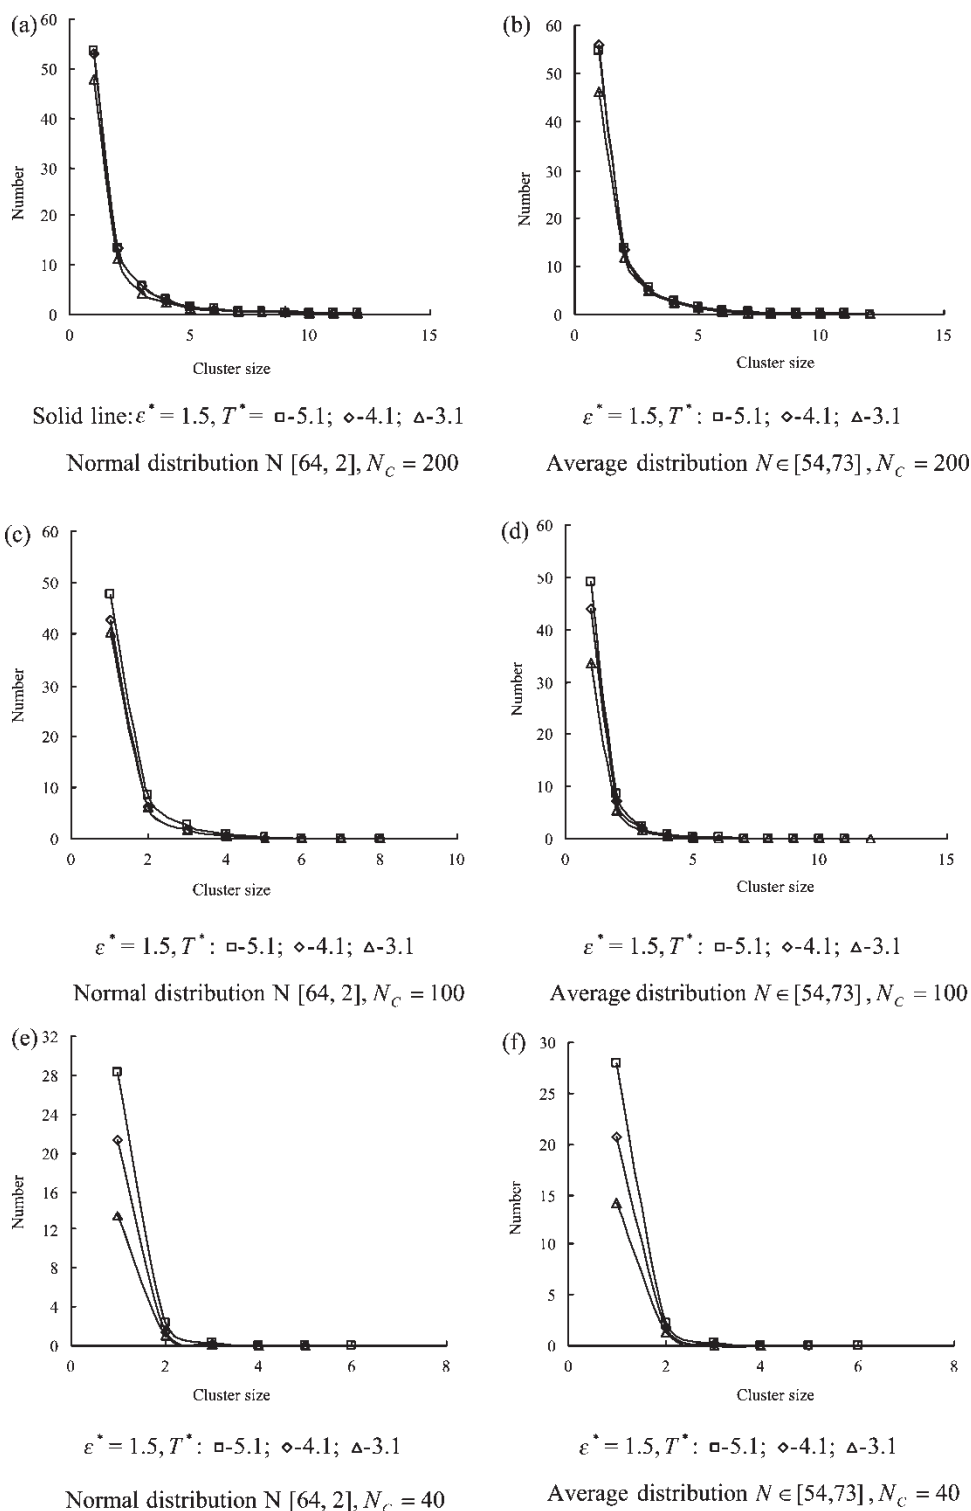 (a)
60
50
40
30
20
10
0
Number
0 5 10 15
Cluster size
Solid line: ε* = 1.5, T* = □-5.1; ◇-4.1; △-3.1
Normal distribution N [64, 2], N_C = 200
(b)
60
50
40
30
20
10
0
Number
0 5 10 15
Cluster size
ε* = 1.5, T* : □-5.1; ◇-4.1; △-3.1
Average distribution N∈[54,73], N_C = 200
(c)
60
50
40
30
20
10
0
Number
0 2 4 6 8 10
Cluster size
ε* = 1.5, T* : □-5.1; ◇-4.1; △-3.1
Normal distribution N [64, 2], N_C = 100
(d)
60
50
40
30
20
10
0
Number
0 5 10 15
Cluster size
ε* = 1.5, T* : □-5.1; ◇-4.1; △-3.1
Average distribution N∈[54,73], N_C = 100
(e)
32
28
24
20
16
12
8
4
0
Number
0 2 4 6 8
Cluster size
ε* = 1.5, T* : □-5.1; ◇-4.1; △-3.1
Normal distribution N [64, 2], N_C = 40
(f)
30
25
20
15
10
5
0
Number
0 2 4 6 8
Cluster size
ε* = 1.5, T* : □-5.1; ◇-4.1; △-3.1
Average distribution N∈[54,73], N_C = 40